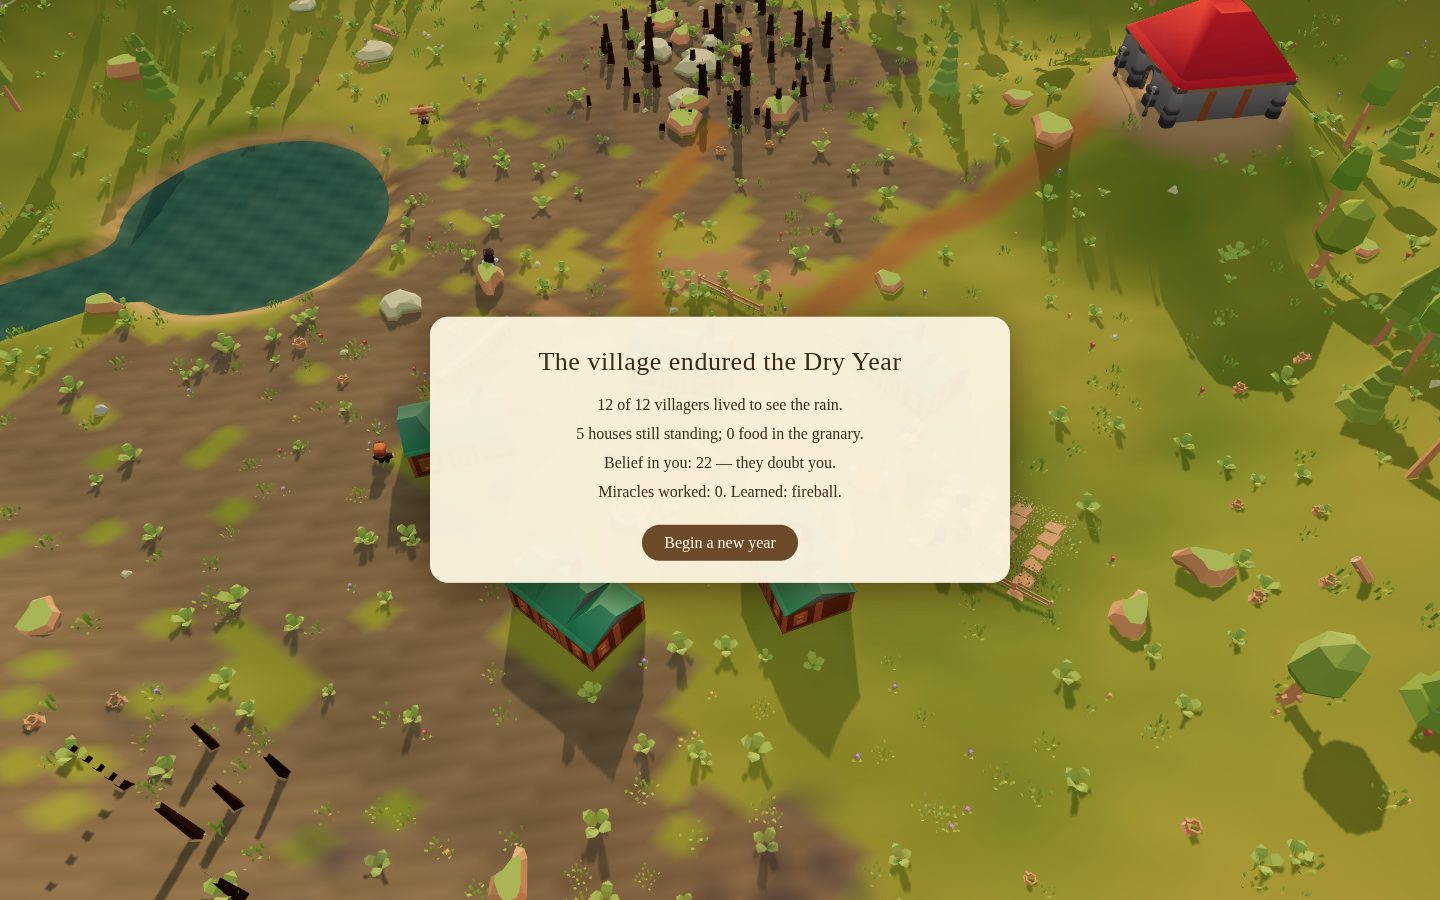 The village endured the Dry Year
12 of 12 villagers lived to see the rain.
5 houses still standing; 0 food in the granary.
Belief in you: 22 — they doubt you.
Miracles worked: 0. Learned: fireball.
Begin a new year